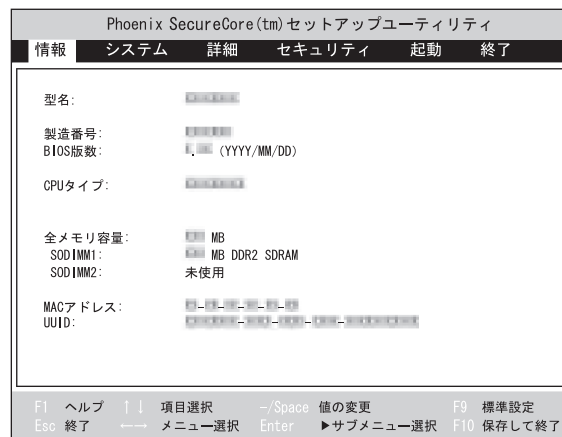 Phoenix SecureCore(tm)セットアップユーティリティ
情報 システム 詳細 セキュリティ 起動 終了
型名:
製造番号:
BIOS版数: (YYYY/MM/DD)
CPUタイプ:
全メモリ容量: MB
SODIMM1: MB DDR2 SDRAM
SODIMM2: 未使用
MACアドレス:
UUID:
F1 ヘルプ ↑↓ 項目選択 -/Space 値の変更 F9 標準設定
Esc 終了 ←→ メニュー選択 Enter ▶サブメニュー選択 F10 保存して終了